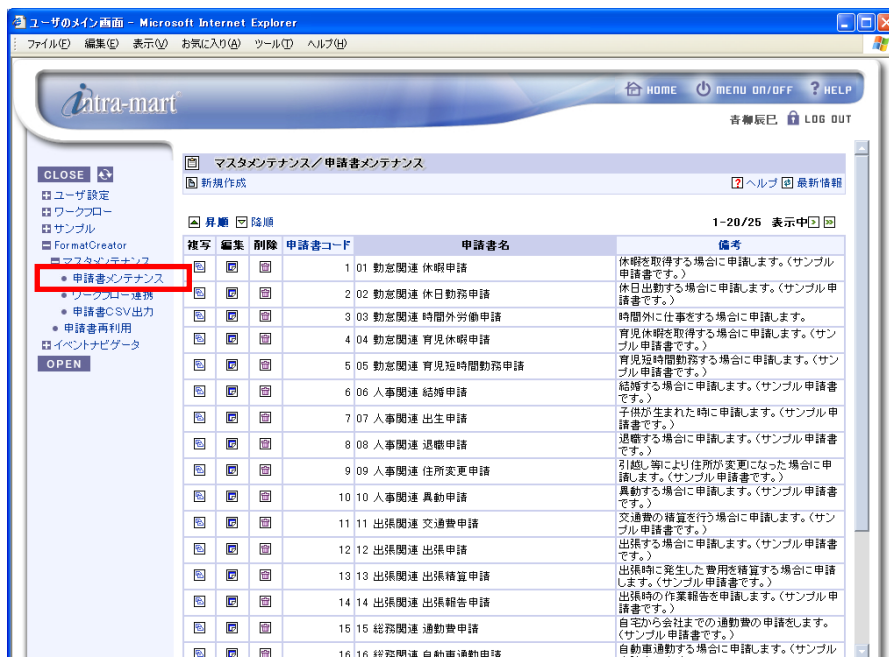 ユーザのメイン画面 - Microsoft Internet Explorer
ファイル(F) 編集(E) 表示(V) お気に入り(A) ツール(T) ヘルプ(H)
intra-mart
HOME MENU ON/OFF ? HELP
青柳辰巳 LOG OUT
CLOSE
ユーザ設定
ワークフロー
サンプル
FormatCreator
マスタメンテナンス
申請書メンテナンス
ワークフロー連携
申請書CSV出力
申請書再利用
イベントナビゲータ
OPEN
マスタメンテナンス/申請書メンテナンス
新規作成 ?ヘルプ 最新情報
昇順 降順 1-20/25 表示中
複写 編集 削除 申請書コード 申請書名 備考
1 01 勤怠関連 休暇申請 休暇を取得する場合に申請します。(サンプル
申請書です。)
2 02 勤怠関連 休日勤務申請 休日出勤する場合に申請します。(サンプル申
請書です。)
3 03 勤怠関連 時間外労働申請 時間外に仕事をする場合に申請します。
4 04 勤怠関連 育児休暇申請 育児休暇を取得する場合に申請します。(サン
プル申請書です。)
5 05 勤怠関連 育児短時間勤務申請 育児短時間勤務する場合に申請します。(サン
プル申請書です。)
6 06 人事関連 結婚申請 結婚する場合に申請します。(サンプル申請書
です。)
7 07 人事関連 出生申請 子供が生まれた時に申請します。(サンプル申
請書です。)
8 08 人事関連 退職申請 退職する場合に申請します。(サンプル申請書
です。)
9 09 人事関連 住所変更申請 引越し等により住所が変更になった場合に申
請します。(サンプル申請書です。)
10 10 人事関連 異動申請 異動する場合に申請します。(サンプル申請書
です。)
11 11 出張関連 交通費申請 交通費の精算を行う場合に申請します。(サン
プル申請書です。)
12 12 出張関連 出張申請 出張する場合に申請します。(サンプル申請書
です。)
13 13 出張関連 出張精算申請 出張時に発生した費用を精算する場合に申請
します。(サンプル申請書です。)
14 14 出張関連 出張報告申請 出張時の作業報告を申請します。(サンプル申
請書です。)
15 15 総務関連 通勤費申請 自宅から会社までの通勤費の申請をします。
(サンプル申請書です。)
16 16 総務関連 自動車通勤申請 自動車通勤する場合に申請します。(サンプル